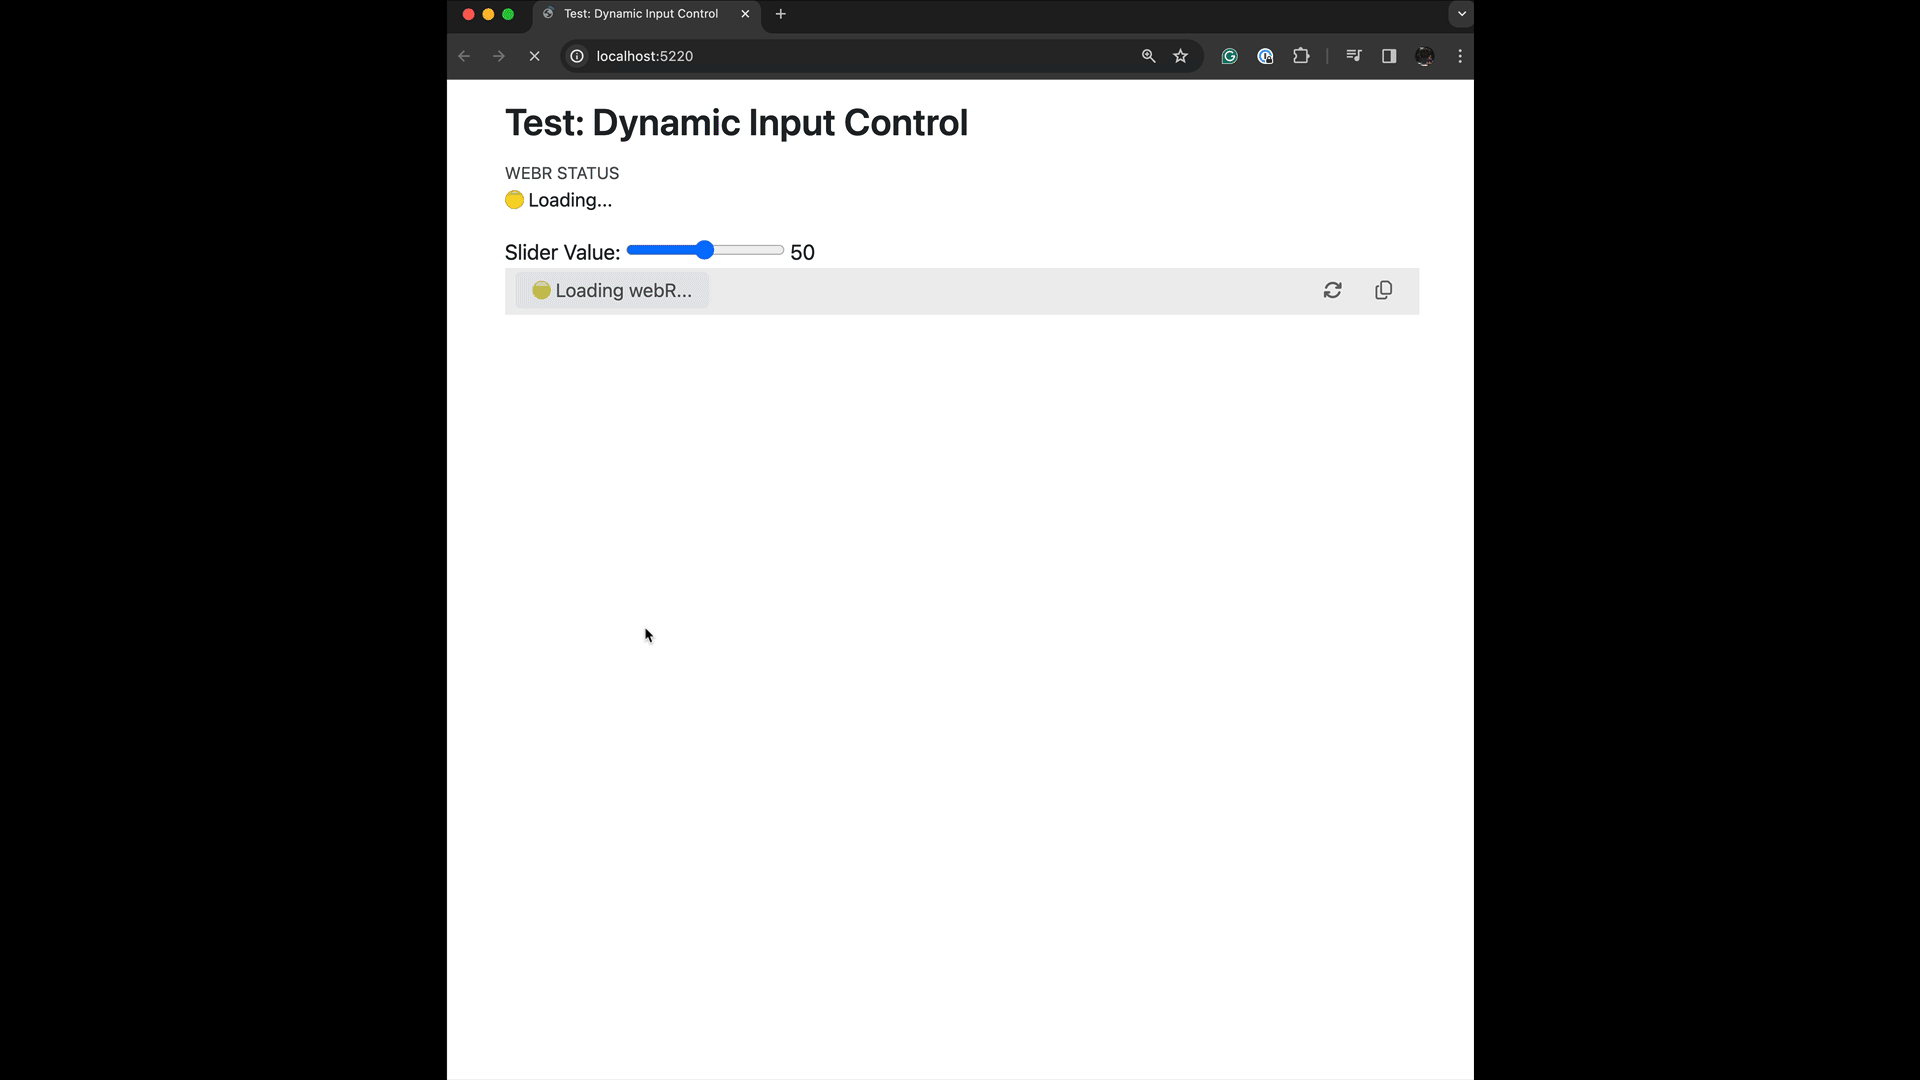 Test: Dynamic Input Control
localhost:5220
Test: Dynamic Input Control
WEBR STATUS
🟡 Loading...
Slider Value: 50
🟡 Loading webR...